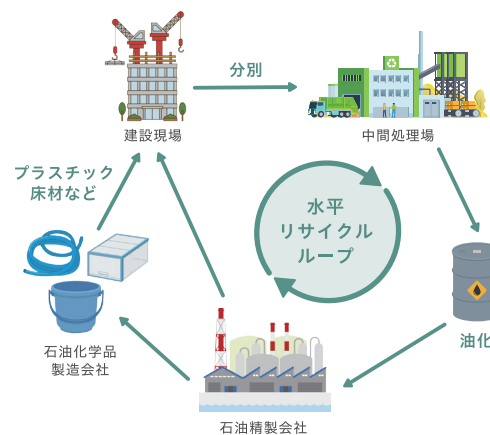 分別
建設現場
中間処理場
プラスチック
床材など
水平
リサイクル
ループ
油化
石油化学品
製造会社
石油精製会社